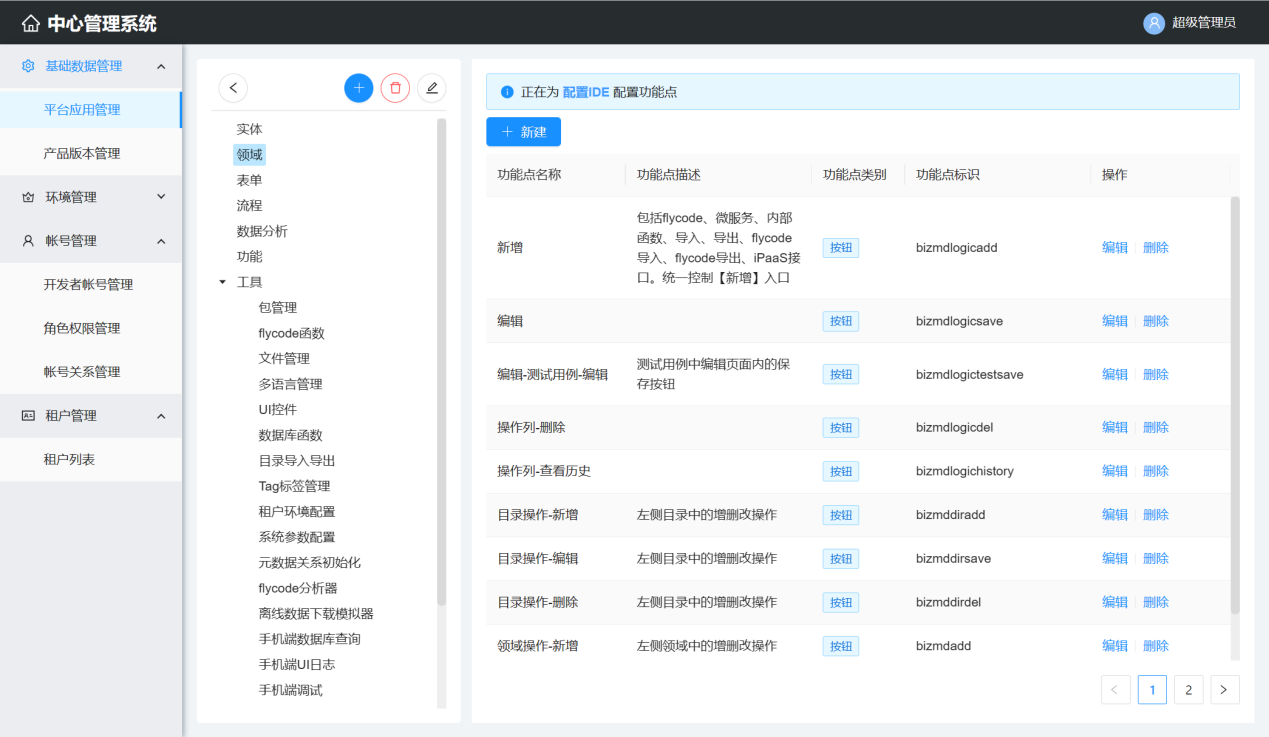 中心管理系统
超级管理员
基础数据管理
平台应用管理
产品版本管理
环境管理
帐号管理
开发者帐号管理
角色权限管理
帐号关系管理
租户管理
租户列表
实体
领域
表单
流程
数据分析
功能
工具
包管理
flycode函数
文件管理
多语言管理
UI控件
数据库函数
目录导入导出
Tag标签管理
租户环境配置
系统参数配置
元数据关系初始化
flycode分析器
离线数据下载模拟器
手机端数据库查询
手机端UI日志
手机端调试
正在为 配置IDE 配置功能点
新建
功能点名称 功能点描述 功能点类别 功能点标识 操作
新增
包括flycode、微服务、内部
函数、导入、导出、flycode
导入、flycode导出、iPaaS接
口。统一控制【新增】入口
按钮 bizmdlogicadd 编辑 删除
编辑 按钮 bizmdlogicsave 编辑 删除
编辑-测试用例-编辑
测试用例中编辑页面内的保
存按钮
按钮 bizmdlogictestsave 编辑 删除
操作列-删除 按钮 bizmdlogicdel 编辑 删除
操作列-查看历史 按钮 bizmdlogichistory 编辑 删除
目录操作-新增 左侧目录中的增删改操作 按钮 bizmddiradd 编辑 删除
目录操作-编辑 左侧目录中的增删改操作 按钮 bizmddirsave 编辑 删除
目录操作-删除 左侧目录中的增删改操作 按钮 bizmddirdel 编辑 删除
领域操作-新增 左侧领域中的增删改操作 按钮 bizmdadd 编辑 删除
1 2